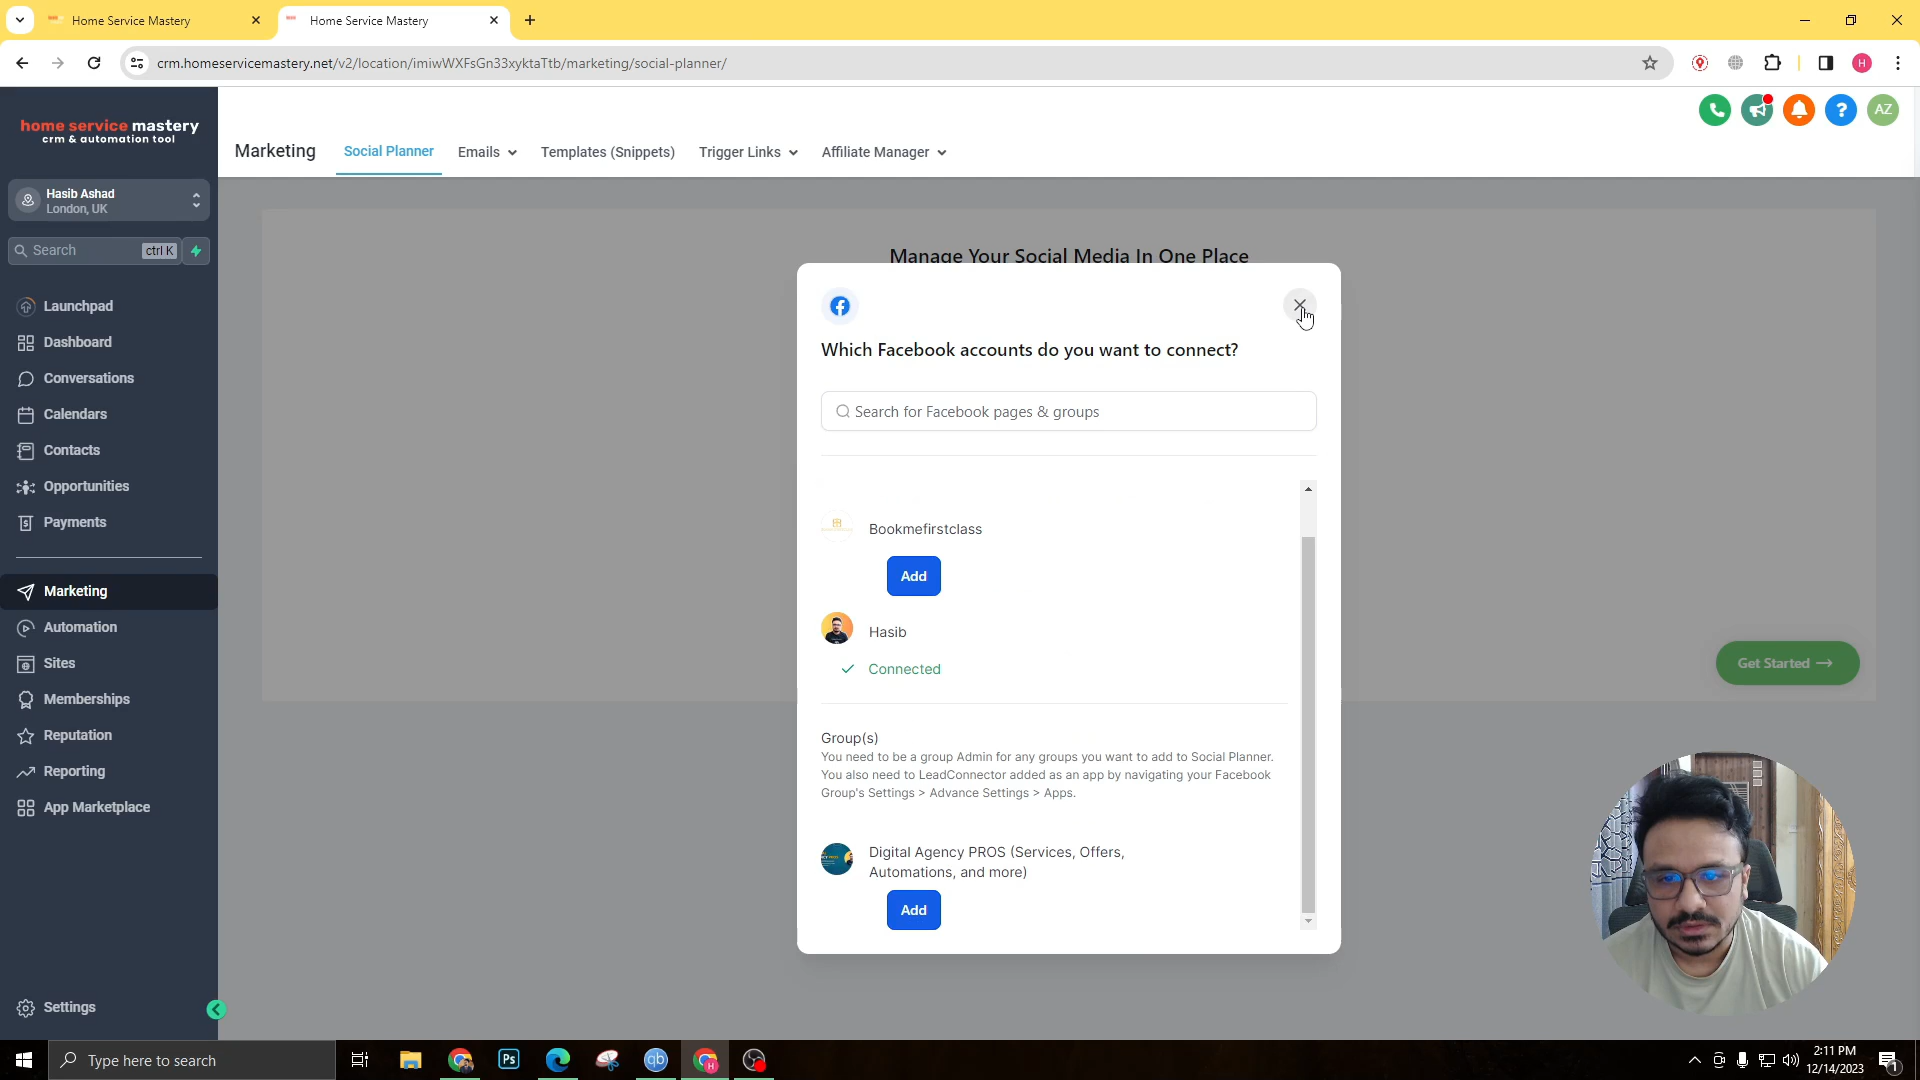 Home Service Mastery
Home Service Mastery
crm.homeservicemastery.net/v2/location/imiwWXFsGn33xyktaTtb/marketing/social-planner/
home service mastery
crm & automation tool
Marketing
Social Planner
Emails
Templates (Snippets)
Trigger Links
Affiliate Manager
AZ
Hasib Ashad
London, UK
Search
ctrl K
Launchpad
Dashboard
Conversations
Calendars
Contacts
Opportunities
Payments
Marketing
Automation
Sites
Memberships
Reputation
Reporting
App Marketplace
Settings
Manage Your Social Media In One Place
Which Facebook accounts do you want to connect?
Search for Facebook pages & groups
Bookmefirstclass
Add
Hasib
Connected
Group(s)
You need to be a group Admin for any groups you want to add to Social Planner.
You also need to LeadConnector added as an app by navigating your Facebook
Group's Settings > Advance Settings > Apps.
Digital Agency PROS (Services, Offers,
Automations, and more)
Add
Get Started →
Type here to search
Ps
qb
H
2:11 PM
12/14/2023
1